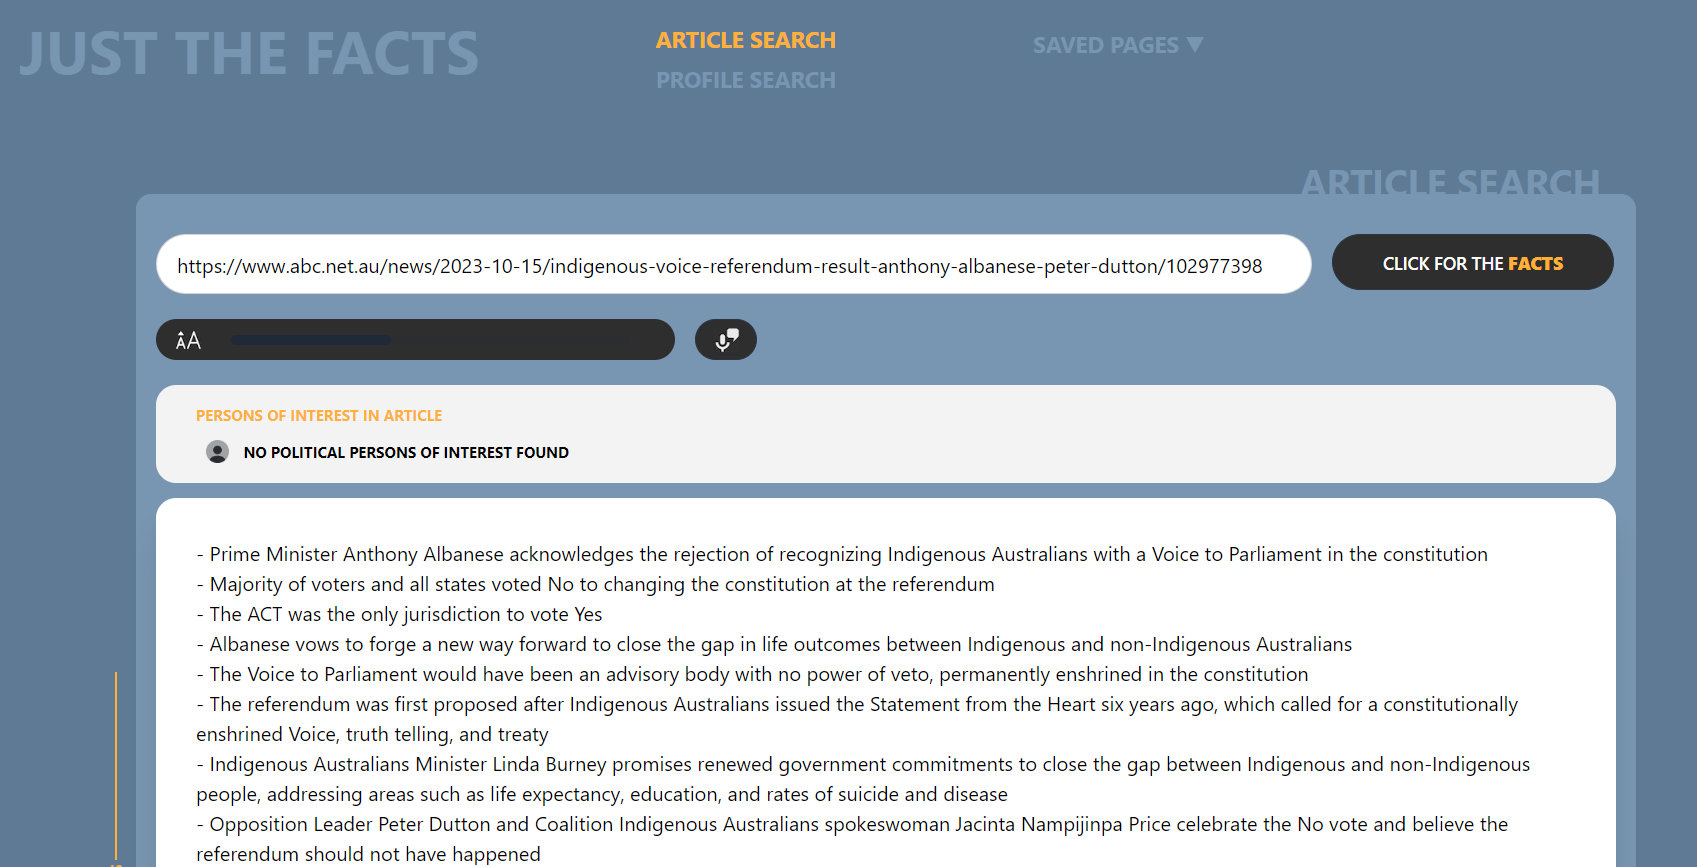 JUST THE FACTS
ARTICLE SEARCH
PROFILE SEARCH
SAVED PAGES ▼
ARTICLE SEARCH
https://www.abc.net.au/news/2023-10-15/indigenous-voice-referendum-result-anthony-albanese-peter-dutton/102977398
CLICK FOR THE FACTS
AA
PERSONS OF INTEREST IN ARTICLE
NO POLITICAL PERSONS OF INTEREST FOUND
- Prime Minister Anthony Albanese acknowledges the rejection of recognizing Indigenous Australians with a Voice to Parliament in the constitution
- Majority of voters and all states voted No to changing the constitution at the referendum
- The ACT was the only jurisdiction to vote Yes
- Albanese vows to forge a new way forward to close the gap in life outcomes between Indigenous and non-Indigenous Australians
- The Voice to Parliament would have been an advisory body with no power of veto, permanently enshrined in the constitution
- The referendum was first proposed after Indigenous Australians issued the Statement from the Heart six years ago, which called for a constitutionally
enshrined Voice, truth telling, and treaty
- Indigenous Australians Minister Linda Burney promises renewed government commitments to close the gap between Indigenous and non-Indigenous
people, addressing areas such as life expectancy, education, and rates of suicide and disease
- Opposition Leader Peter Dutton and Coalition Indigenous Australians spokeswoman Jacinta Nampijinpa Price celebrate the No vote and believe the
referendum should not have happened